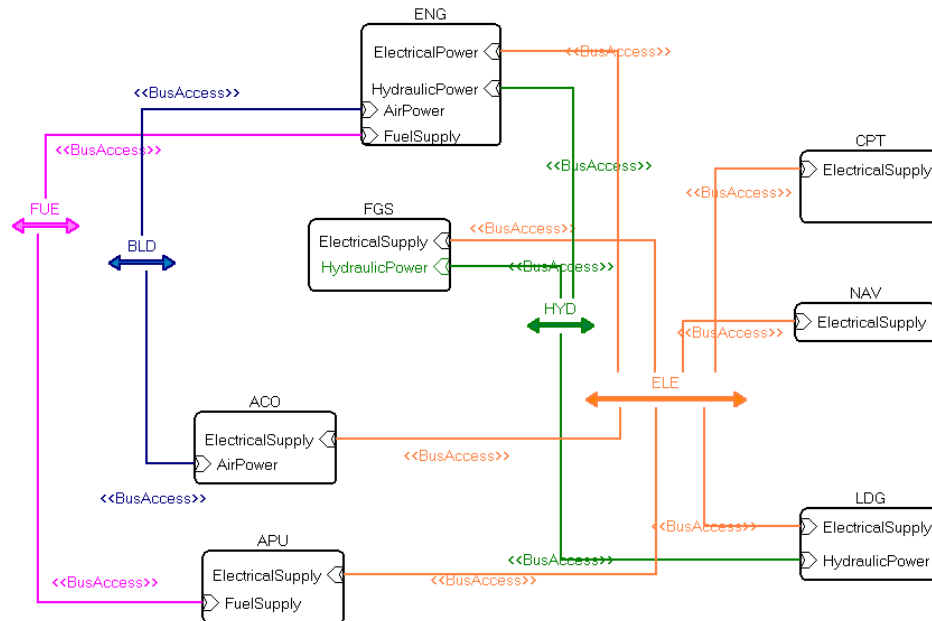 ENG
ElectricalPower
<<BusAccess>>
HydraulicPower
<<BusAccess>>
AirPower
FuelSupply
<<BusAccess>>
CPT
<<BusAccess>>
ElectricalSupply
<<BusAccess>>
FUE
FGS
ElectricalSupply
<<BusAccess>>
BLD
HydraulicPower
<<BusAccess>>
NAV
HYD
ElectricalSupply
<<BusAccess>>
ELE
ACO
ElectricalSupply
<<BusAccess>>
AirPower
<<BusAccess>>
LDG
ElectricalSupply
<<BusAccess>>
APU
<<BusAccess>>
HydraulicPower
ElectricalSupply
<<BusAccess>>
<<BusAccess>>
FuelSupply